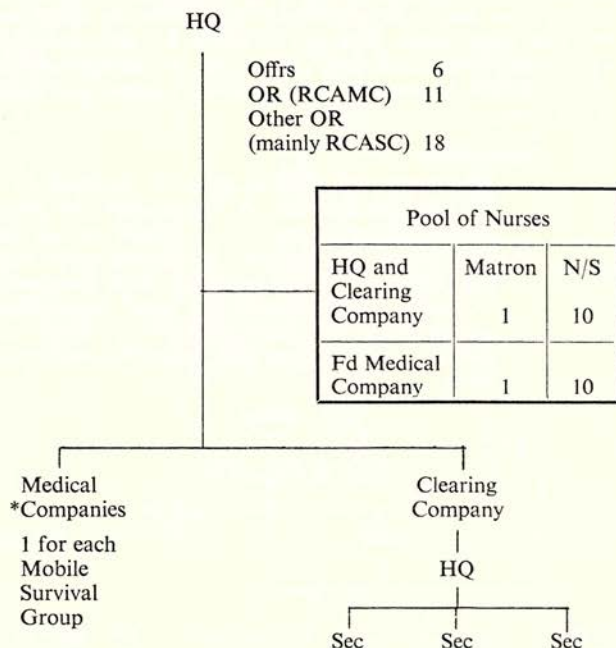 HQ
Offrs 6
OR (RCAMC) 11
Other OR
(mainly RCASC) 18
Pool of Nurses
HQ and Matron N/S
Clearing
Company 1 10
Fd Medical
Company 1 10
Medical Clearing
*Companies Company
1 for each
Mobile HQ
Survival
Group
Sec Sec Sec